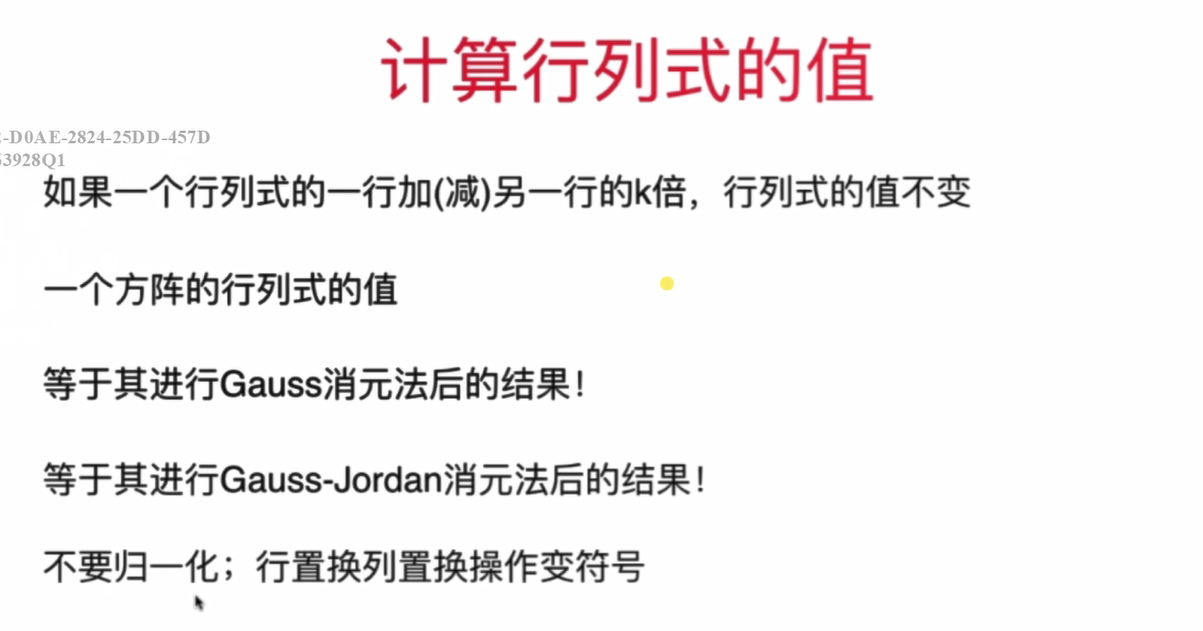 计算行列式的值
-D0AE-2824-25DD-457D
53928Q1
如果一个行列式的一行加(减)另一行的k倍，行列式的值不变
一个方阵的行列式的值
等于其进行Gauss消元法后的结果！
等于其进行Gauss-Jordan消元法后的结果！
不要归一化；行置换列置换操作变符号